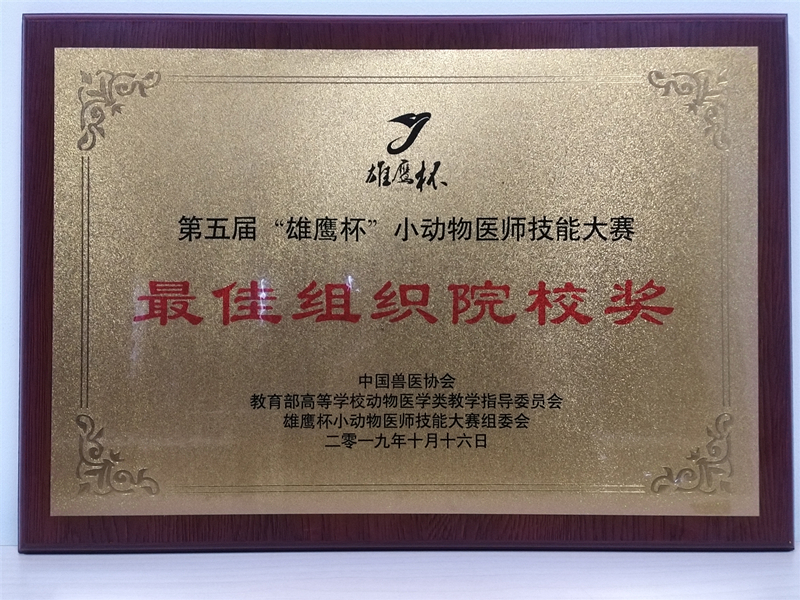 雄鹰杯
第五届“雄鹰杯”小动物医师技能大赛
最佳组织院校奖
中国兽医协会
教育部高等学校动物医学类教学指导委员会
雄鹰杯小动物医师技能大赛组委会
二零一九年十月十六日